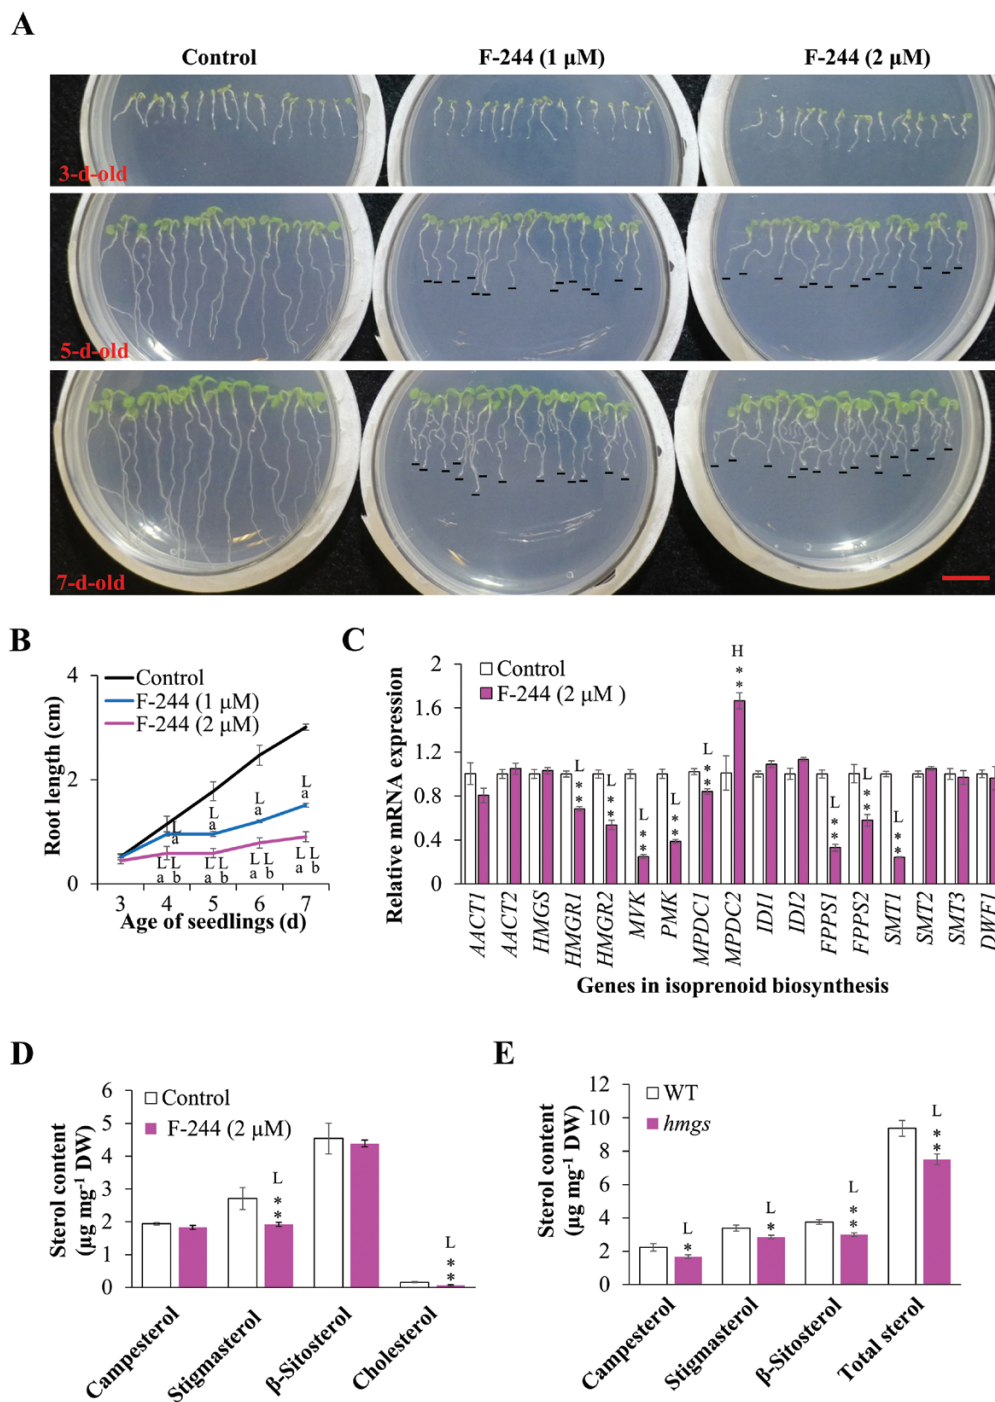 A
Control F-244 (1 μM) F-244 (2 μM)
3-d-old
5-d-old
7-d-old
B
Root length (cm)
4
2
0
Control
F-244 (1 μM)
F-244 (2 μM)
L
a
L
a
L
a
L
a
L L
a b
L L
a b
L L
a b
L L
a b
3 4 5 6 7
Age of seedlings (d)
C
Relative mRNA expression
2
1.6
1.2
0.8
0.4
0
Control
F-244 (2 μM )
L
**
L
**
L
**
L
**
L
**
H
**
L
**
L
**
L
**
AACT1
AACT2
HMGS
HMGR1
HMGR2
MVK
PMK
MPDC1
MPDC2
IDI1
IDI2
FPPS1
FPPS2
SMT1
SMT2
SMT3
DWF1
Genes in isoprenoid biosynthesis
D
Sterol content
(μg mg-1 DW)
6
5
4
3
2
1
0
Control
F-244 (2 μM)
L
**
L
**
Campesterol
Stigmasterol
β-Sitosterol
Cholesterol
E
Sterol content
(μg mg-1 DW)
12
10
8
6
4
2
0
WT
hmgs
L
*
L
*
L
**
L
**
Campesterol
Stigmasterol
β-Sitosterol
Total sterol